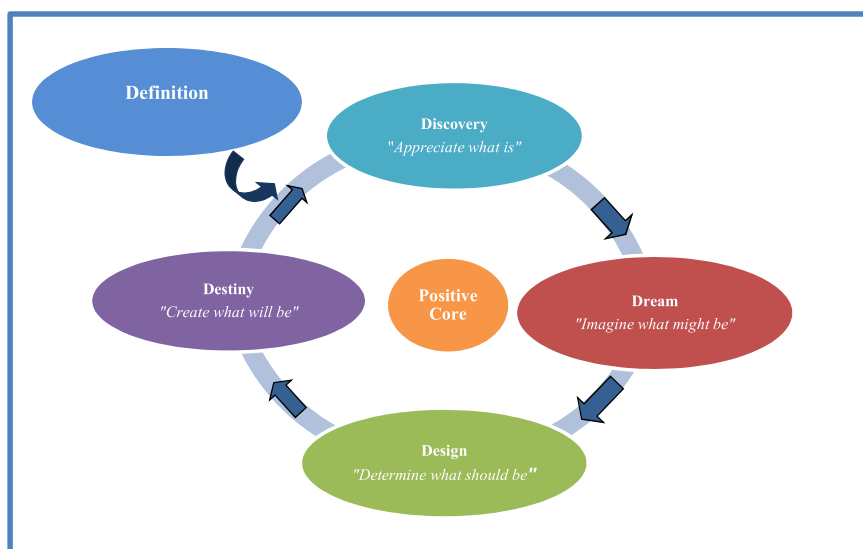 Definition
Discovery
"Appreciate what is"
Dream
"Imagine what might be"
Design
"Determine what should be"
Destiny
"Create what will be"
Positive
Core